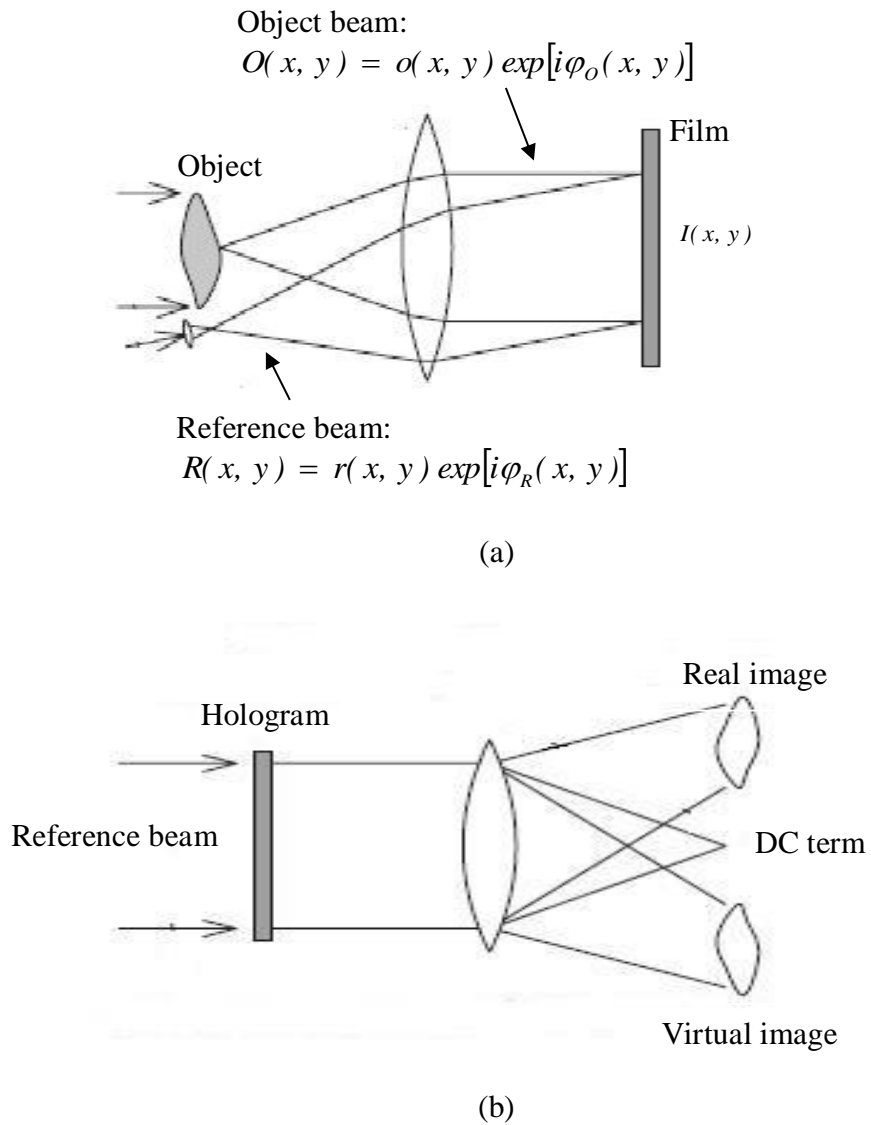 Object beam:
O( x, y ) = o( x, y ) exp[iφ_O( x, y )]
Film
Object
I( x, y )
Reference beam:
R( x, y ) = r( x, y ) exp[iφ_R( x, y )]
(a)
Real image
Hologram
Reference beam
DC term
Virtual image
(b)